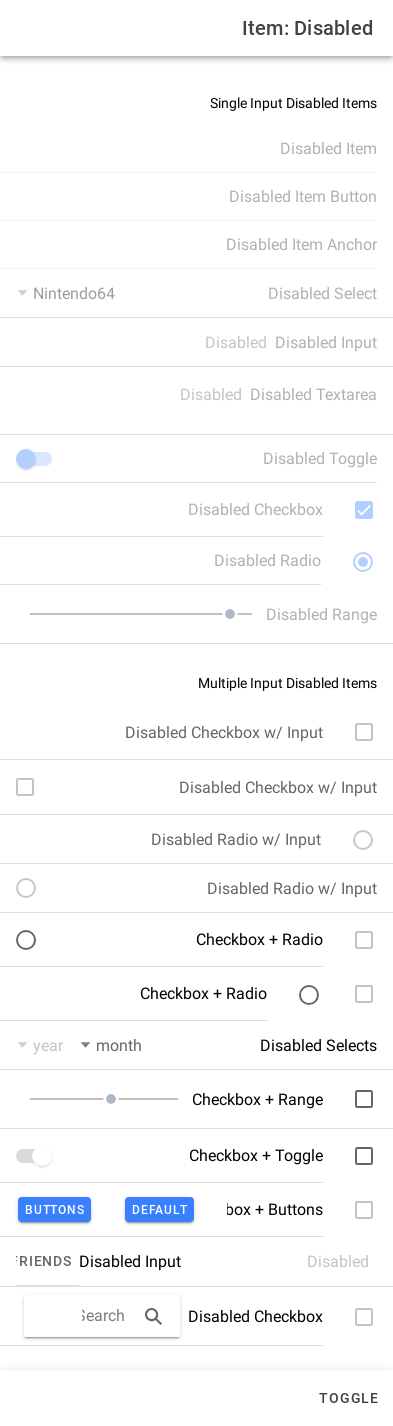 Item: Disabled
Single Input Disabled Items
Disabled Item
Disabled Item Button
Disabled Item Anchor
Disabled Select Nintendo64
Disabled Input Disabled
Disabled Textarea Disabled
Disabled Toggle
Disabled Checkbox
Disabled Radio
Disabled Range
Multiple Input Disabled Items
Disabled Checkbox w/ Input
Disabled Checkbox w/ Input
Disabled Radio w/ Input
Disabled Radio w/ Input
Checkbox + Radio
Checkbox + Radio
Disabled Selects month year
Checkbox + Range
Checkbox + Toggle
box + Buttons DEFAULT BUTTONS
Disabled Disabled Input RIENDS
Disabled Checkbox Search
TOGGLE